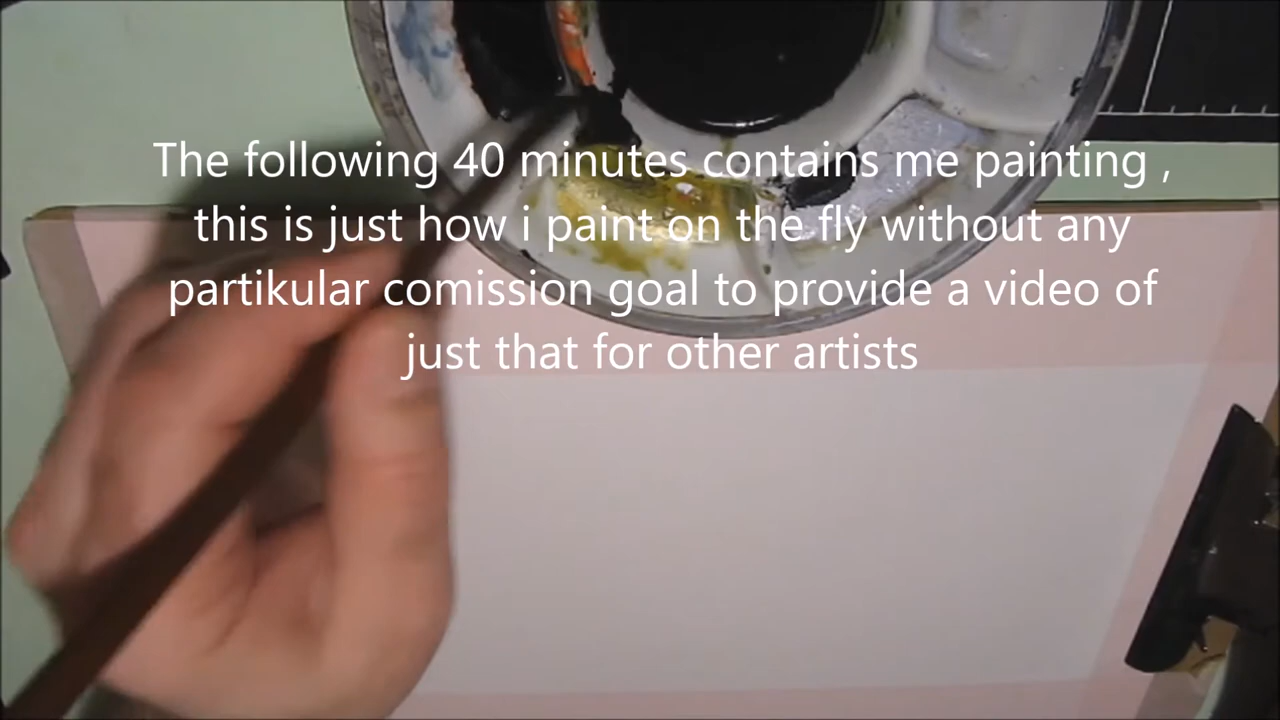 The following 40 minutes contains me painting ,
this is just how i paint on the fly without any
partikular comission goal to provide a video of
just that for other artists